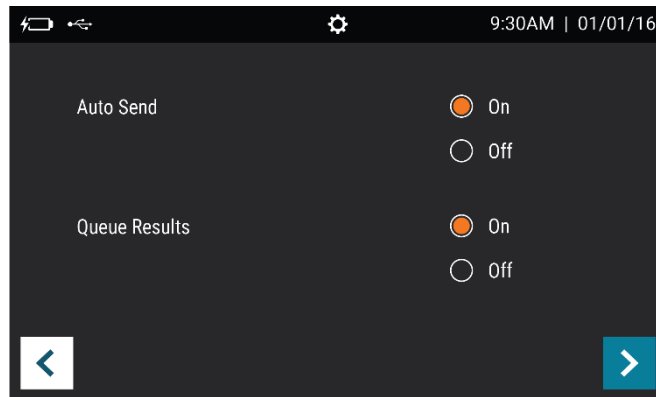 9:30AM | 01/01/16
Auto Send
On
Off
Queue Results
On
Off